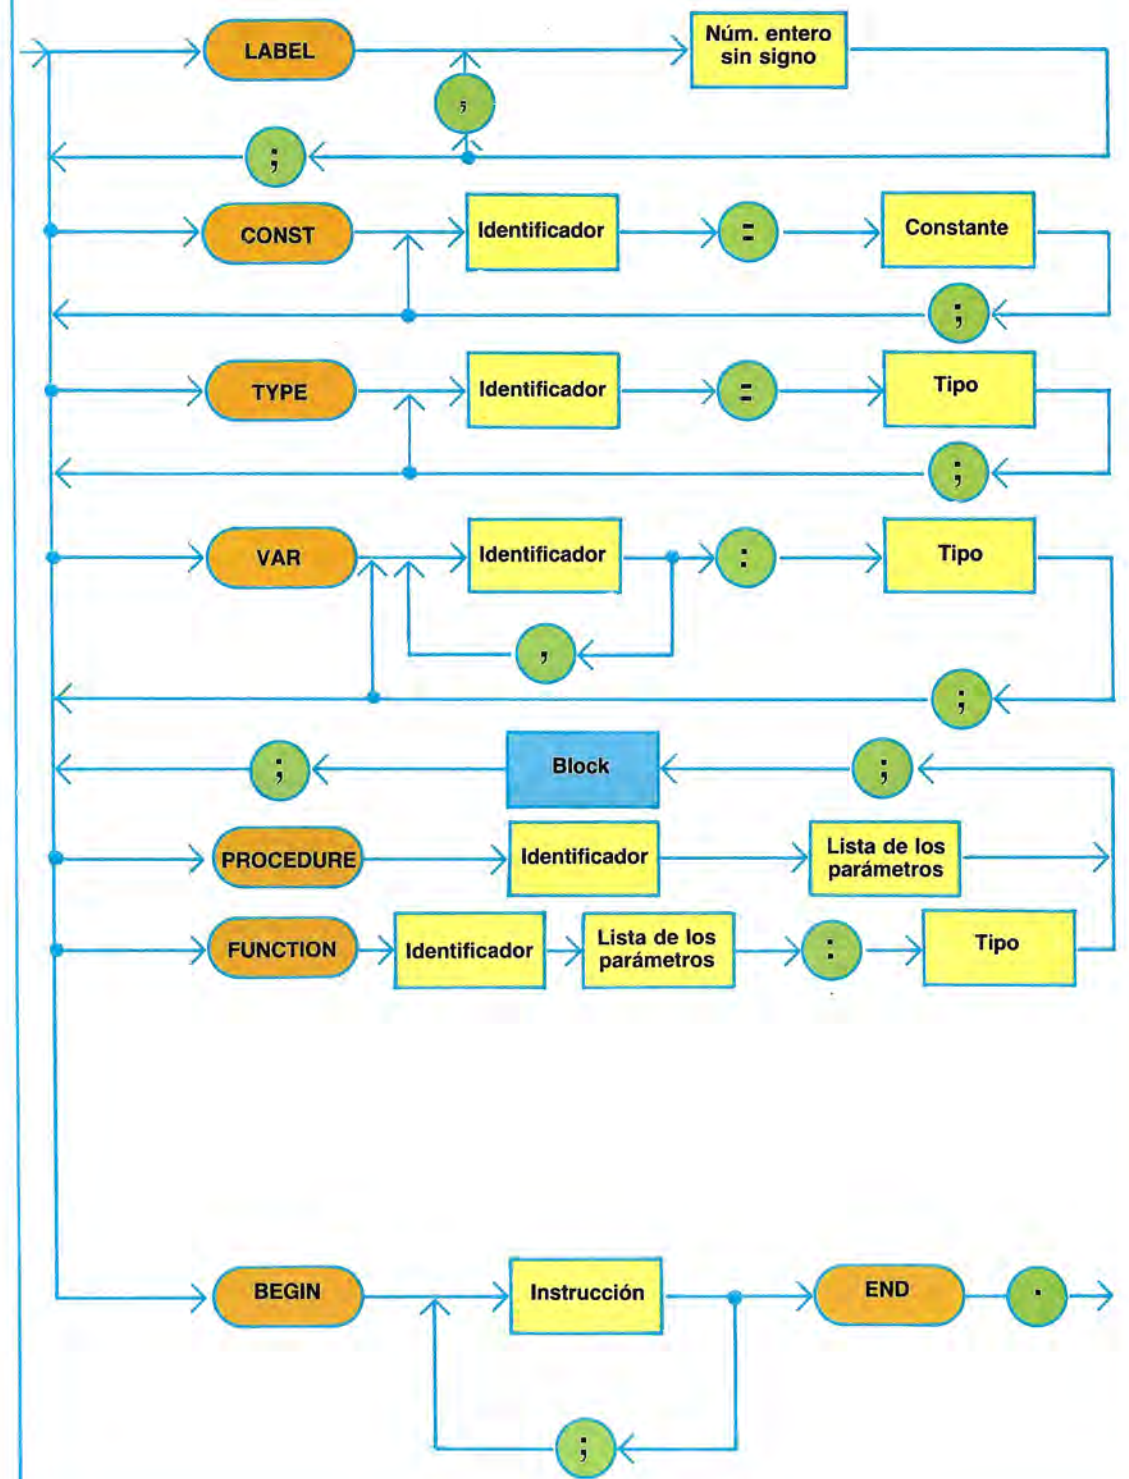 LABEL
Núm. entero
sin signo
,
;
CONST
Identificador
=
Constante
;
TYPE
Identificador
=
Tipo
;
VAR
Identificador
:
Tipo
,
;
;
Block
;
PROCEDURE
Identificador
Lista de los
parámetros
FUNCTION
Identificador
Lista de los
parámetros
:
Tipo
BEGIN
Instrucción
END
.
;